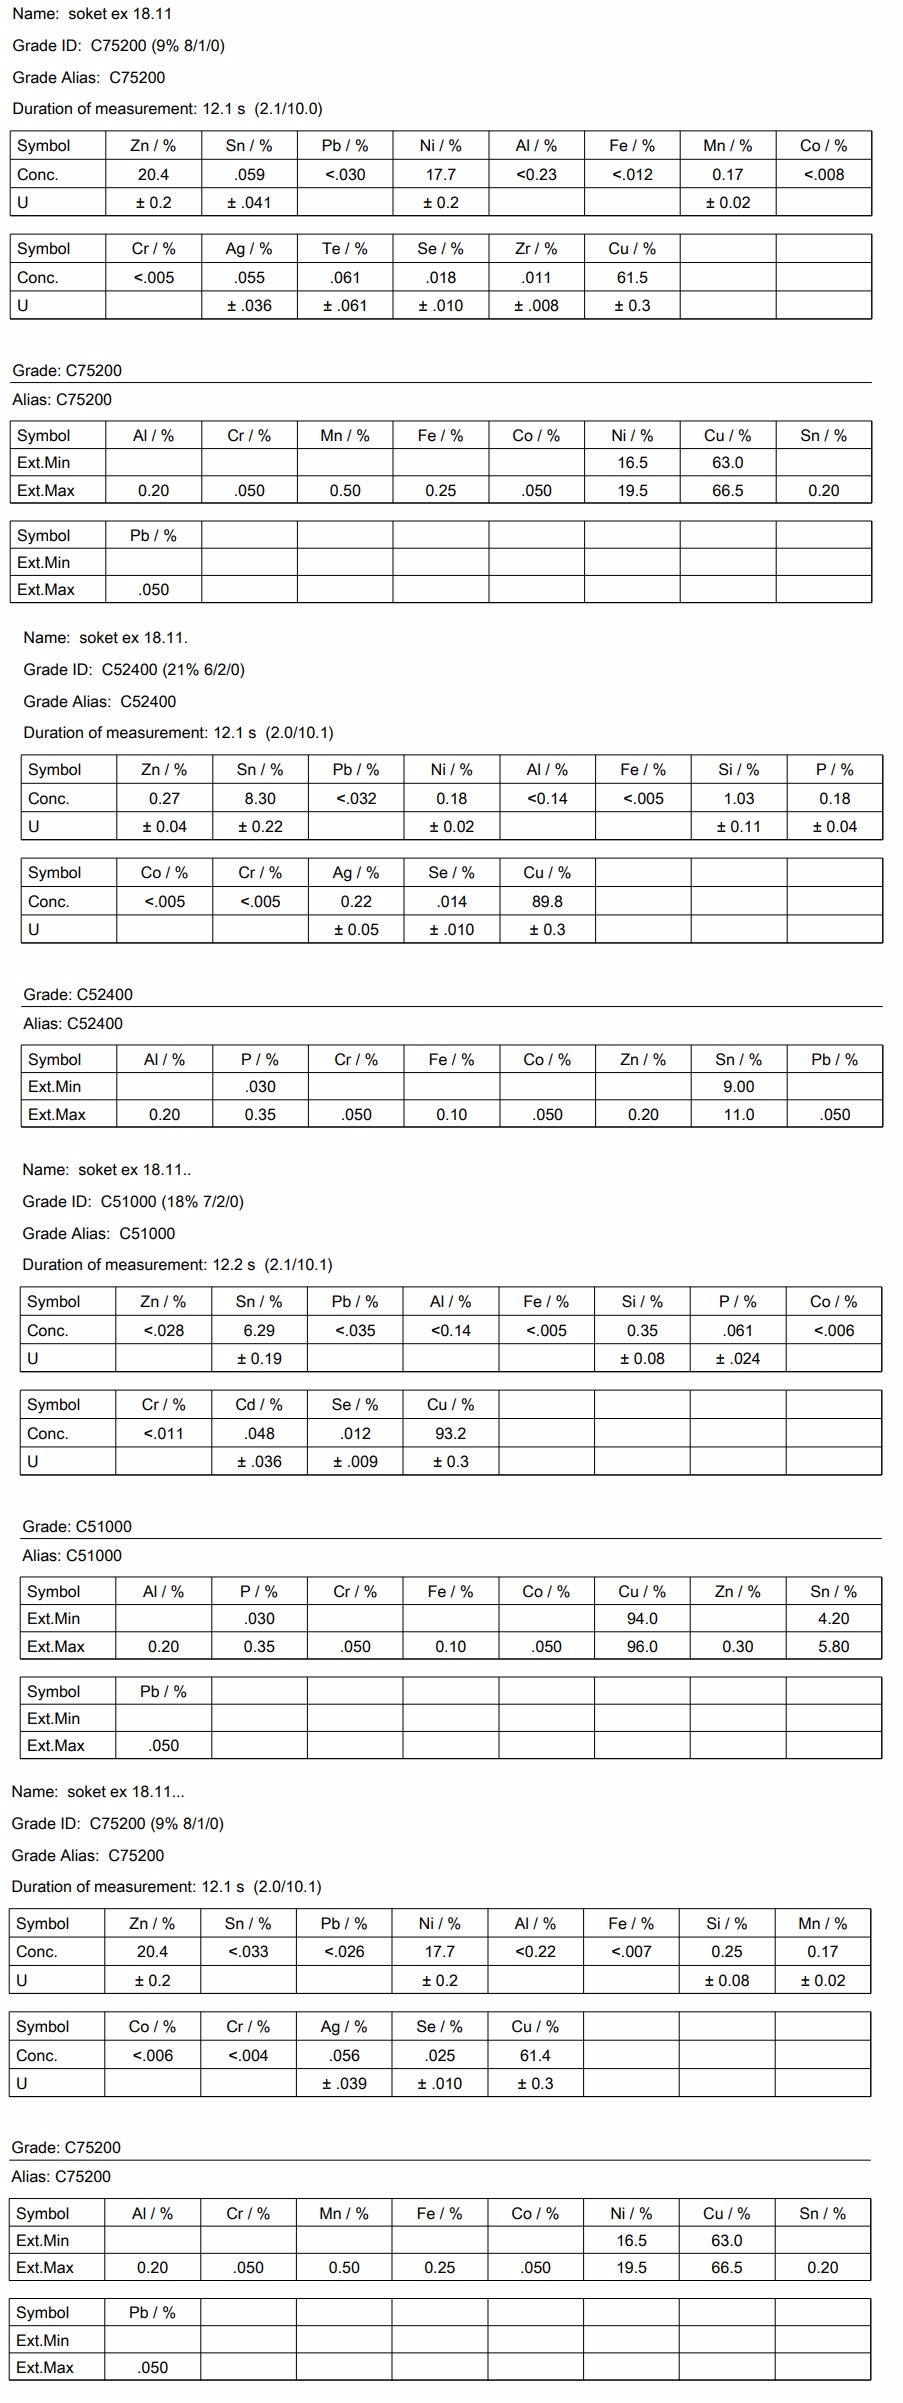 Name: soket ex 18.11
Grade ID: C75200 (9% 8/1/0)
Grade Alias: C75200
Duration of measurement: 12.1 s (2.1/10.0)
Symbol Zn / % Sn / % Pb / % Ni / % Al / % Fe / % Mn / % Co / %
Conc. 20.4 .059 <.030 17.7 <0.23 <.012 0.17 <.008
U ± 0.2 ± .041 ± 0.2 ± 0.02
Symbol Cr / % Ag / % Te / % Se / % Zr / % Cu / %
Conc. <.005 .055 .061 .018 .011 61.5
U ± .036 ± .061 ± .010 ± .008 ± 0.3
Grade: C75200
Alias: C75200
Symbol Al / % Cr / % Mn / % Fe / % Co / % Ni / % Cu / % Sn / %
Ext.Min 16.5 63.0
Ext.Max 0.20 .050 0.50 0.25 .050 19.5 66.5 0.20
Symbol Pb / %
Ext.Min
Ext.Max .050
Name: soket ex 18.11.
Grade ID: C52400 (21% 6/2/0)
Grade Alias: C52400
Duration of measurement: 12.1 s (2.0/10.1)
Symbol Zn / % Sn / % Pb / % Ni / % Al / % Fe / % Si / % P / %
Conc. 0.27 8.30 <.032 0.18 <0.14 <.005 1.03 0.18
U ± 0.04 ± 0.22 ± 0.02 ± 0.11 ± 0.04
Symbol Co / % Cr / % Ag / % Se / % Cu / %
Conc. <.005 <.005 0.22 .014 89.8
U ± 0.05 ± .010 ± 0.3
Grade: C52400
Alias: C52400
Symbol Al / % P / % Cr / % Fe / % Co / % Zn / % Sn / % Pb / %
Ext.Min .030 9.00
Ext.Max 0.20 0.35 .050 0.10 .050 0.20 11.0 .050
Name: soket ex 18.11..
Grade ID: C51000 (18% 7/2/0)
Grade Alias: C51000
Duration of measurement: 12.2 s (2.1/10.1)
Symbol Zn / % Sn / % Pb / % Al / % Fe / % Si / % P / % Co / %
Conc. <.028 6.29 <.035 <0.14 <.005 0.35 .061 <.006
U ± 0.19 ± 0.08 ± .024
Symbol Cr / % Cd / % Se / % Cu / %
Conc. <.011 .048 .012 93.2
U ± .036 ± .009 ± 0.3
Grade: C51000
Alias: C51000
Symbol Al / % P / % Cr / % Fe / % Co / % Cu / % Zn / % Sn / %
Ext.Min .030 94.0 4.20
Ext.Max 0.20 0.35 .050 0.10 .050 96.0 0.30 5.80
Symbol Pb / %
Ext.Min
Ext.Max .050
Name: soket ex 18.11...
Grade ID: C75200 (9% 8/1/0)
Grade Alias: C75200
Duration of measurement: 12.1 s (2.0/10.1)
Symbol Zn / % Sn / % Pb / % Ni / % Al / % Fe / % Si / % Mn / %
Conc. 20.4 <.033 <.026 17.7 <0.22 <.007 0.25 0.17
U ± 0.2 ± 0.2 ± 0.08 ± 0.02
Symbol Co / % Cr / % Ag / % Se / % Cu / %
Conc. <.006 <.004 .056 .025 61.4
U ± .039 ± .010 ± 0.3
Grade: C75200
Alias: C75200
Symbol Al / % Cr / % Mn / % Fe / % Co / % Ni / % Cu / % Sn / %
Ext.Min 16.5 63.0
Ext.Max 0.20 .050 0.50 0.25 .050 19.5 66.5 0.20
Symbol Pb / %
Ext.Min
Ext.Max .050